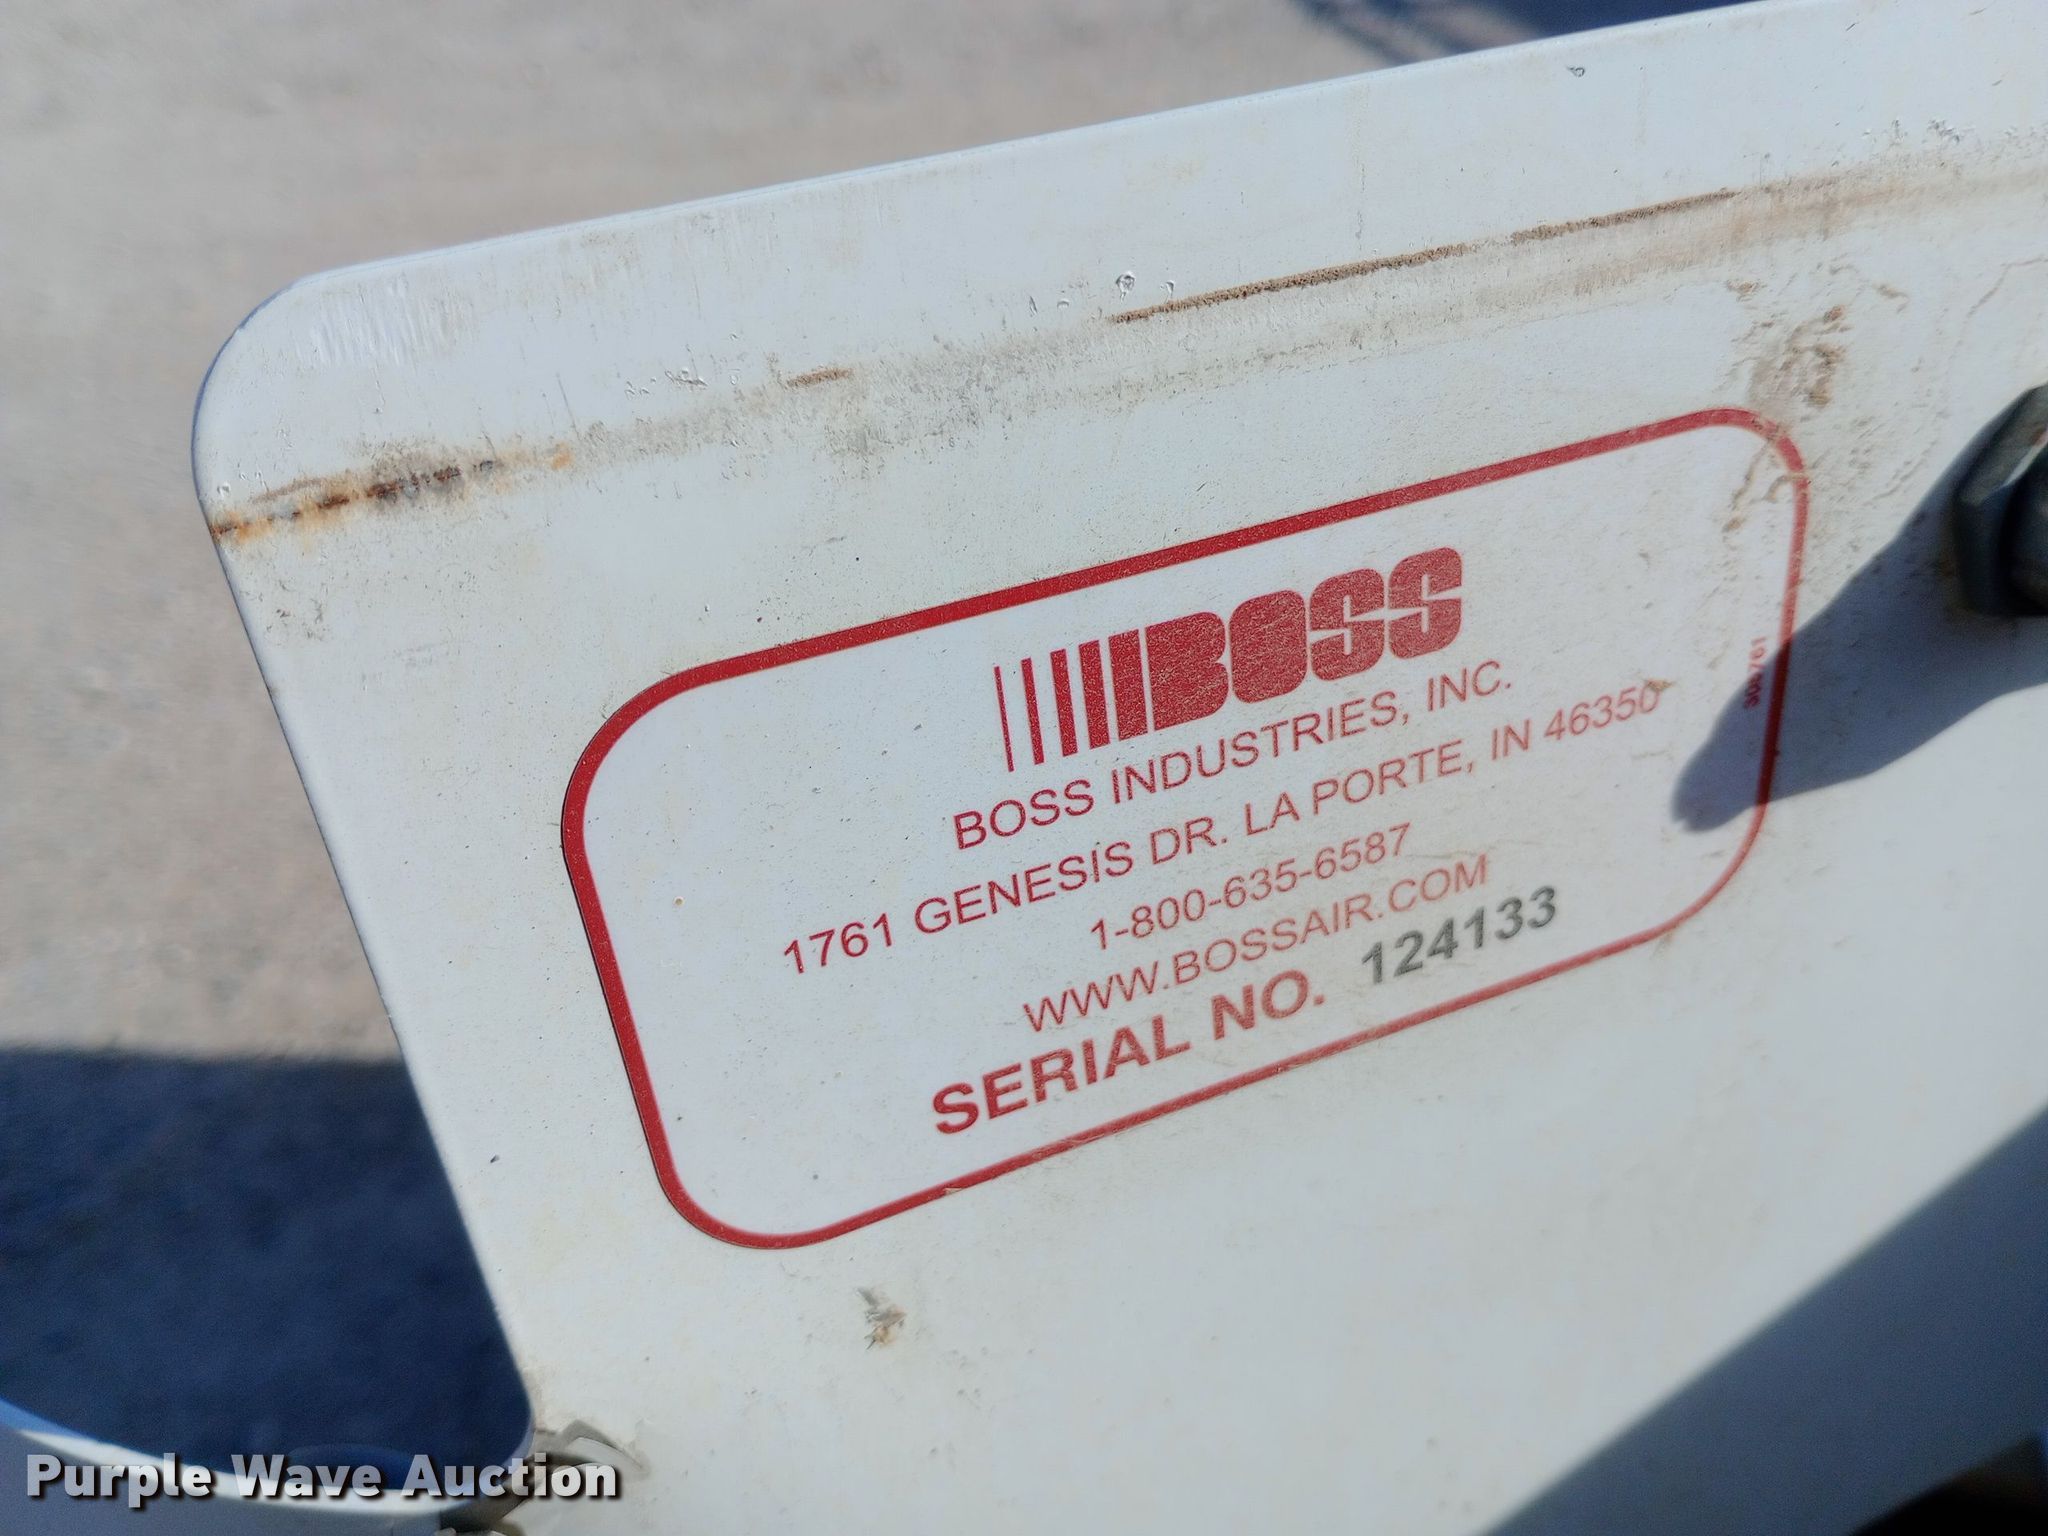 BOSS
BOSS INDUSTRIES, INC.
1761 GENESIS DR. LA PORTE, IN 46350
1-800-635-6587
WWW.BOSSAIR.COM
SERIAL NO. 124133
Purple Wave Auction